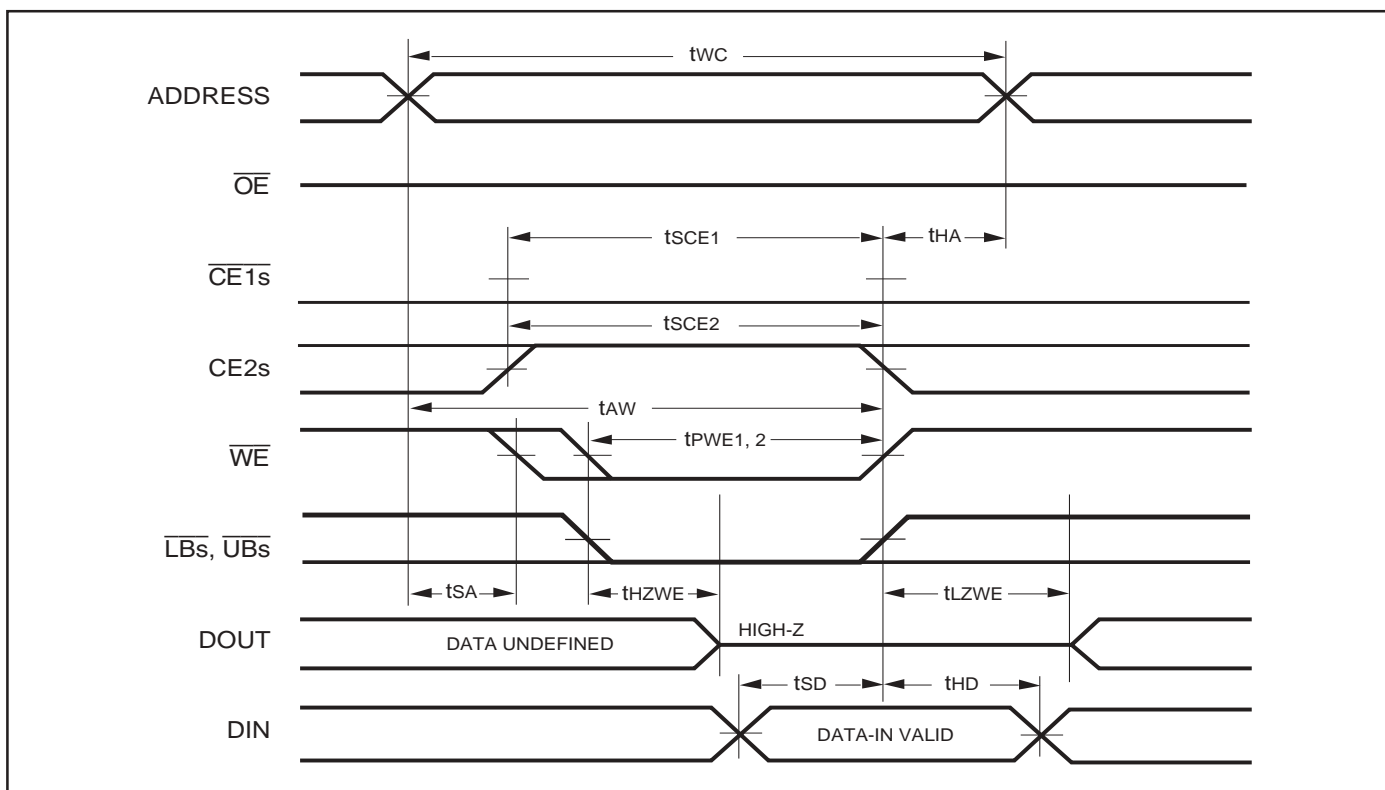 tWC
ADDRESS
OE
tSCE1
tHA
CE1s
tSCE2
CE2s
tAW
tPWE1, 2
WE
LBs, UBs
tSA
tHZWE
tLZWE
DOUT
DATA UNDEFINED
HIGH-Z
tSD
tHD
DIN
DATA-IN VALID